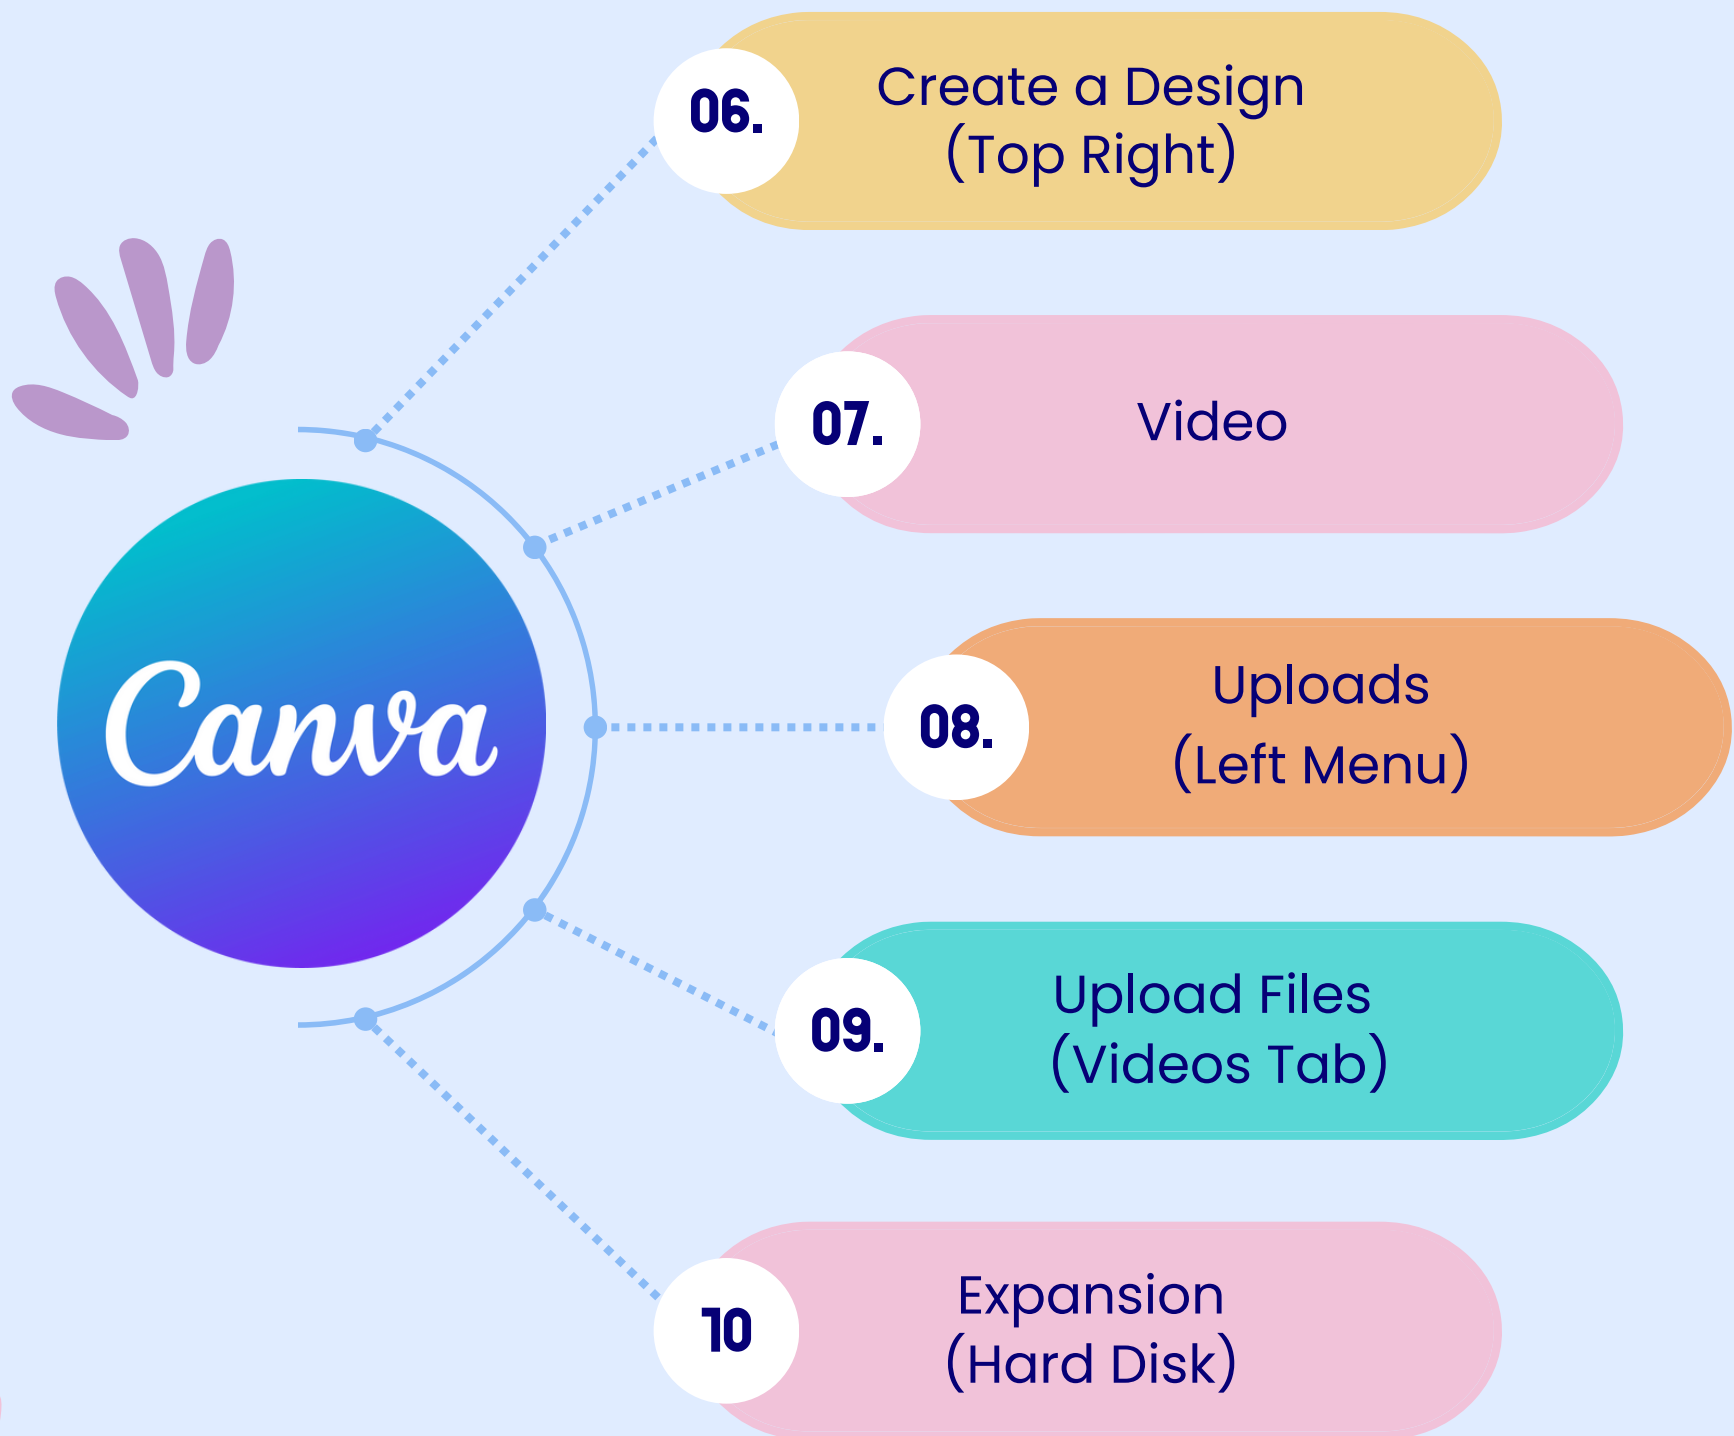 06.
Create a Design
(Top Right)
07.
Video
Canva
08.
Uploads
(Left Menu)
09.
Upload Files
(Videos Tab)
10
Expansion
(Hard Disk)